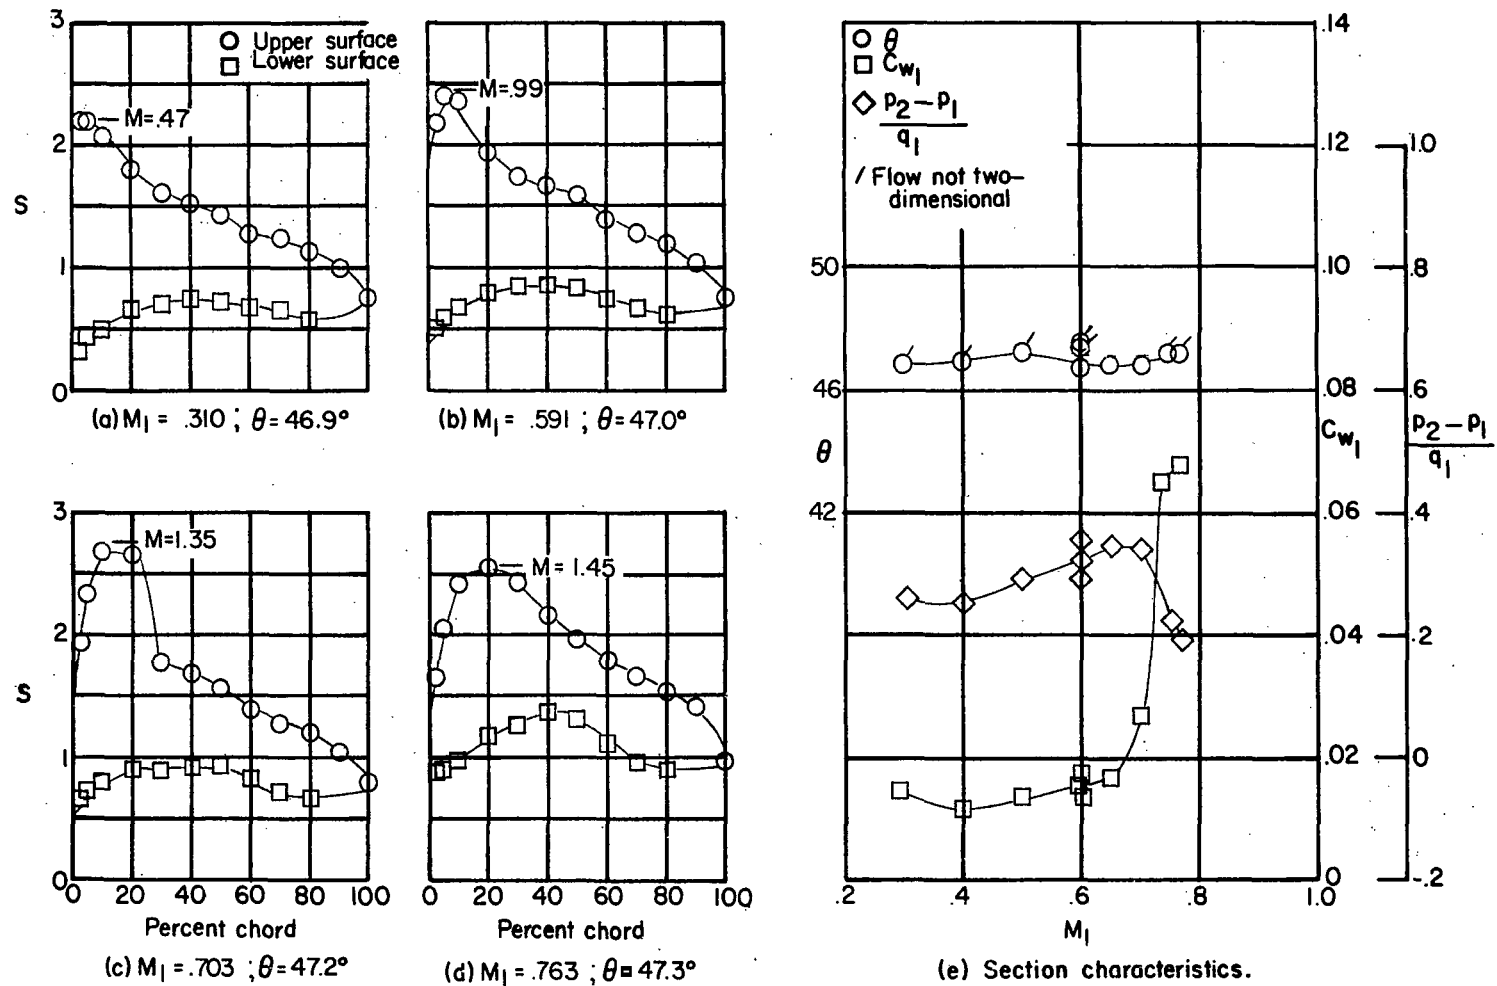 3
2
S
1
0
○ Upper surface
□ Lower surface
M=.47
(a) M₁ = .310 ; θ = 46.9°
M=.99
(b) M₁ = .591 ; θ = 47.0°
3
2
S
1
0
M=1.35
0 20 40 60 80 100
Percent chord
(c) M₁ = .703 ; θ = 47.2°
M = 1.45
0 20 40 60 80 100
Percent chord
(d) M₁ = .763 ; θ = 47.3°
○ θ
□ C_w₁
◇ p₂ – p₁
q₁
/ Flow not two–
dimensional
50
46
θ
42
.14
.12
.10
.08
C_w₁
.06
.04
.02
0
1.0
.8
.6
p₂ – p₁
q₁
.4
.2
0
-.2
.2 .4 .6 .8 1.0
M₁
(e) Section characteristics.